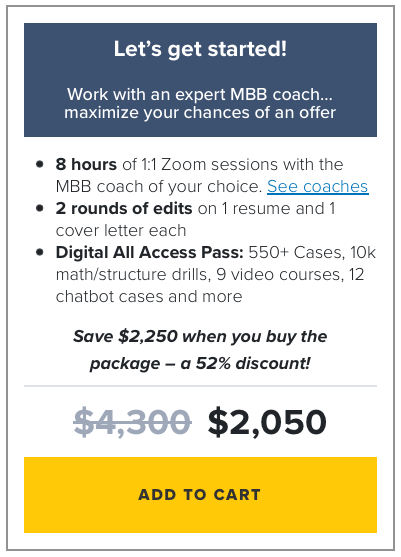 Let’s get started!
Work with an expert MBB coach...
maximize your chances of an offer
• 8 hours of 1:1 Zoom sessions with the
MBB coach of your choice. See coaches
• 2 rounds of edits on 1 resume and 1
cover letter each
• Digital All Access Pass: 550+ Cases, 10k
math/structure drills, 9 video courses, 12
chatbot cases and more
Save $2,250 when you buy the
package – a 52% discount!
$4,300 $2,050
ADD TO CART